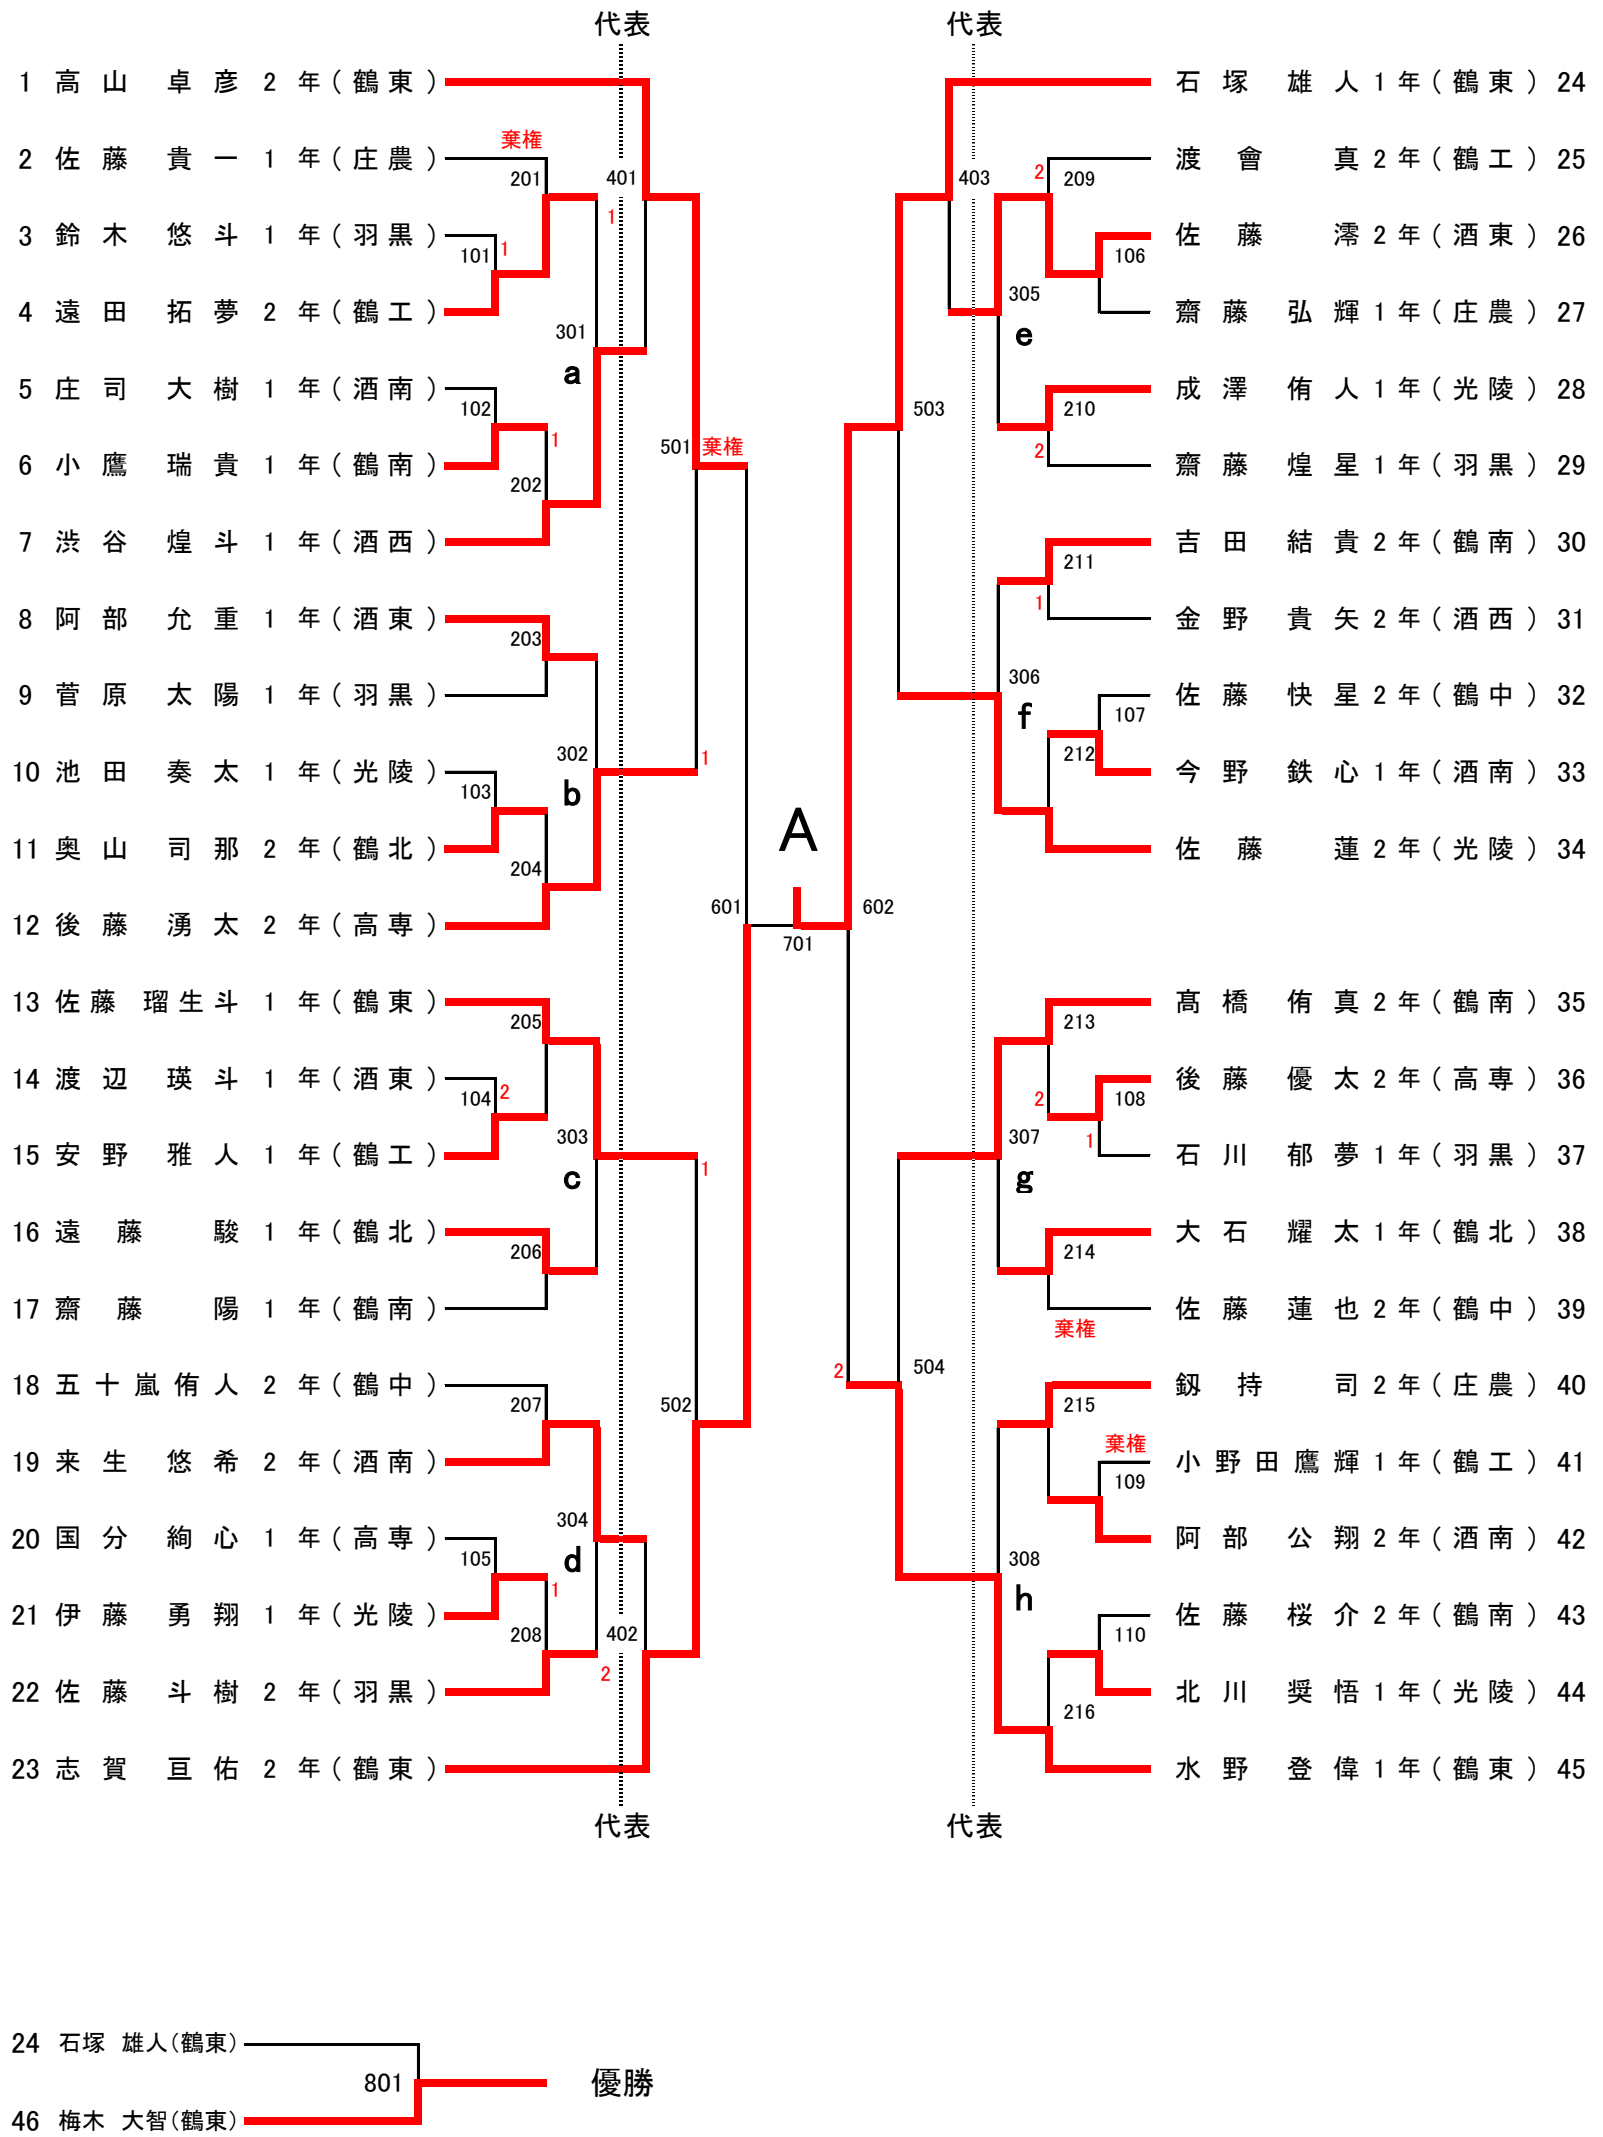 代表
代表
1 高山 卓彦 2 年（鶴東）
2 佐藤 貴一 1 年（庄農）
3 鈴木 悠斗 1 年（羽黒）
4 遠田 拓夢 2 年（鶴工）
5 庄司 大樹 1 年（酒南）
6 小鷹 瑞貴 1 年（鶴南）
7 渋谷 煌斗 1 年（酒西）
8 阿部 允重 1 年（酒東）
9 菅原 太陽 1 年（羽黒）
10 池田 奏太 1 年（光陵）
11 奥山 司那 2 年（鶴北）
12 後藤 湧太 2 年（高専）
13 佐藤 瑠生斗 1 年（鶴東）
14 渡辺 瑛斗 1 年（酒東）
15 安野 雅人 1 年（鶴工）
16 遠藤 駿 1 年（鶴北）
17 齋藤 陽 1 年（鶴南）
18 五十嵐侑人 2 年（鶴中）
19 来生 悠希 2 年（酒南）
20 国分 絢心 1 年（高専）
21 伊藤 勇翔 1 年（光陵）
22 佐藤 斗樹 2 年（羽黒）
23 志賀 亘佑 2 年（鶴東）
棄権
201
101
1
102
1
202
203
103
204
205
104
2
206
207
105
1
208
301
a
302
b
303
c
304
d
401
1
402
2
501
棄権
1
1
502
601
A
701
602
2
503
504
403
305
e
306
f
307
g
308
h
2
209
106
210
2
211
1
107
212
213
2
108
1
214
棄権
215
棄権
109
110
216
石塚 雄人 1 年（鶴東） 24
渡會 真 2 年（鶴工） 25
佐藤 澪 2 年（酒東） 26
齋藤 弘輝 1 年（庄農） 27
成澤 侑人 1 年（光陵） 28
齋藤 煌星 1 年（羽黒） 29
吉田 結貴 2 年（鶴南） 30
金野 貴矢 2 年（酒西） 31
佐藤 快星 2 年（鶴中） 32
今野 鉄心 1 年（酒南） 33
佐藤 蓮 2 年（光陵） 34
髙橋 侑真 2 年（鶴南） 35
後藤 優太 2 年（高専） 36
石川 郁夢 1 年（羽黒） 37
大石 耀太 1 年（鶴北） 38
佐藤 蓮也 2 年（鶴中） 39
釼持 司 2 年（庄農） 40
小野田鷹輝 1 年（鶴工） 41
阿部 公翔 2 年（酒南） 42
佐藤 桜介 2 年（鶴南） 43
北川 奨悟 1 年（光陵） 44
水野 登偉 1 年（鶴東） 45
代表
代表
24 石塚 雄人（鶴東）
801
優勝
46 梅木 大智（鶴東）